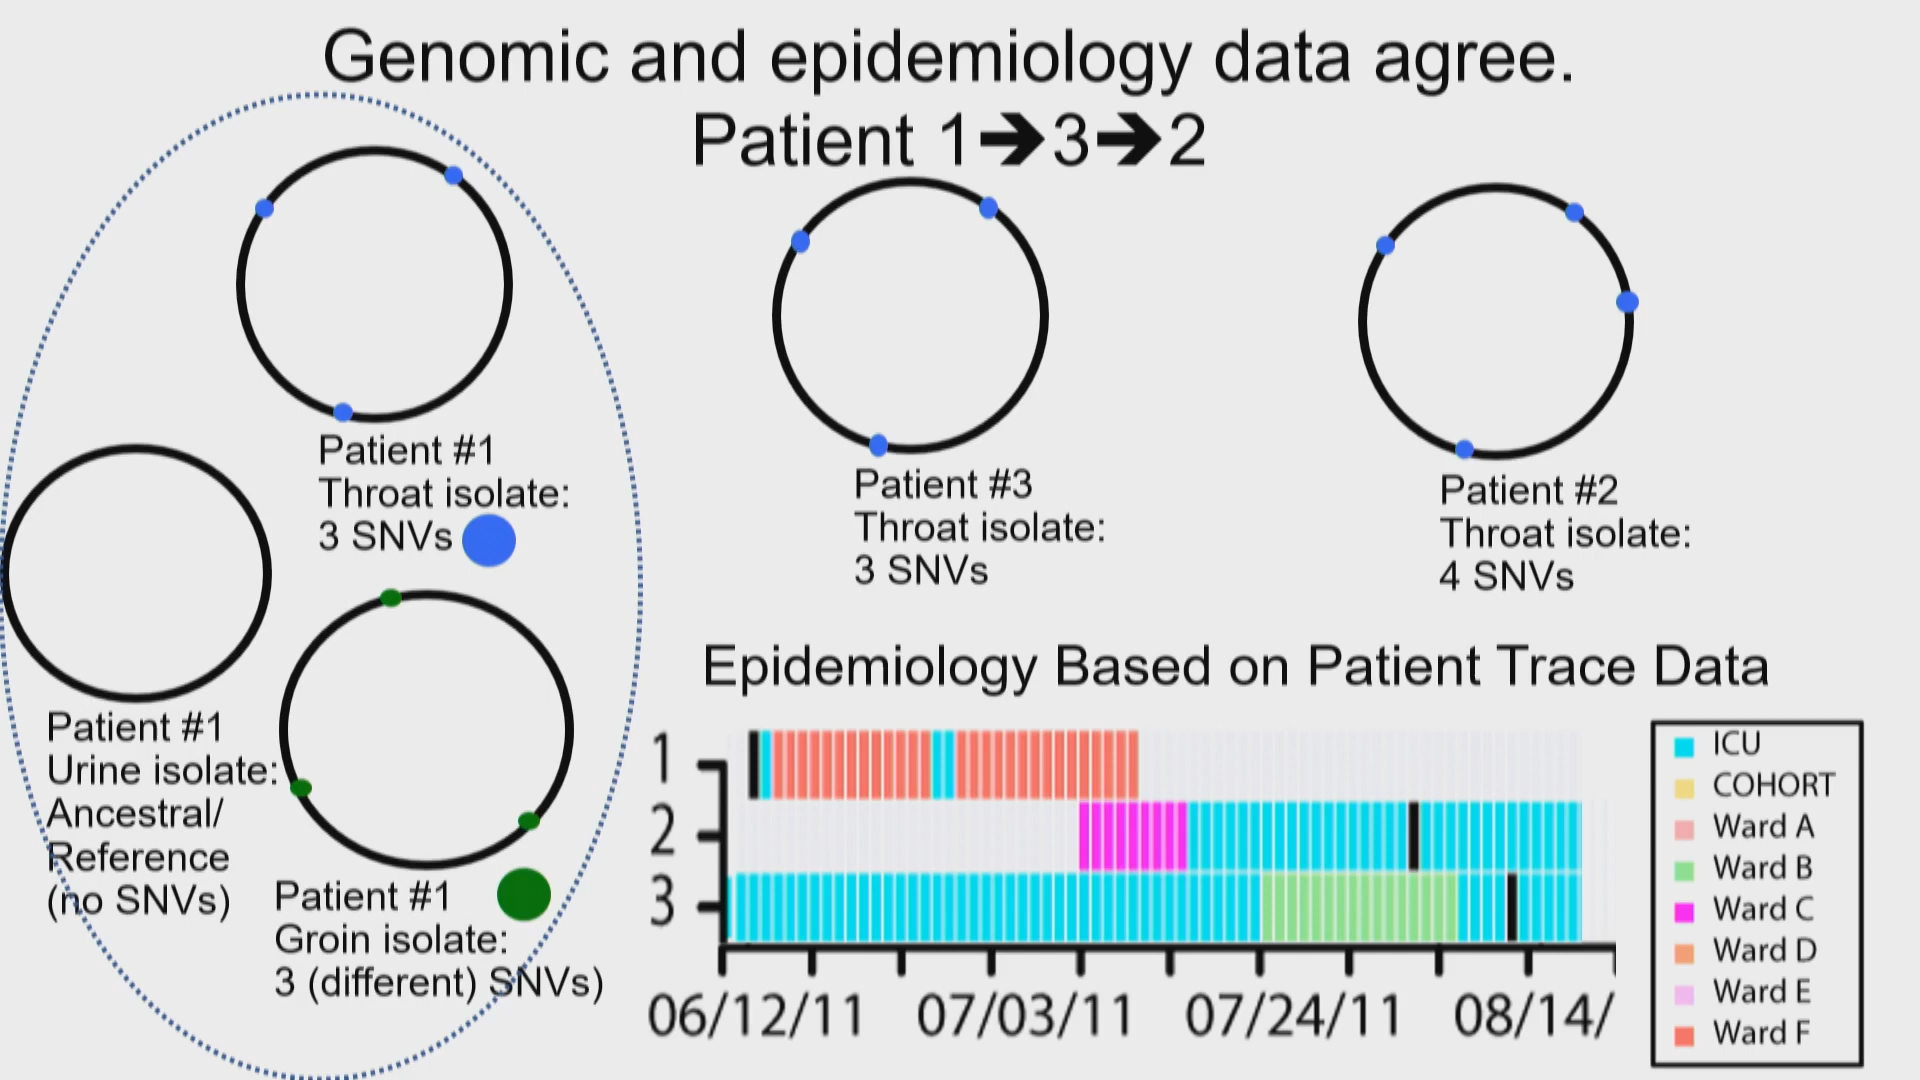 Genomic and epidemiology data agree.
Patient 1➔3➔2
Patient #1
Throat isolate:
3 SNVs
Patient #3
Throat isolate:
3 SNVs
Patient #2
Throat isolate:
4 SNVs
Patient #1
Urine isolate:
Ancestral/
Reference
(no SNVs)
Patient #1
Groin isolate:
3 (different) SNVs)
Epidemiology Based on Patient Trace Data
1
2
3
06/12/11 07/03/11 07/24/11 08/14/
ICU
COHORT
Ward A
Ward B
Ward C
Ward D
Ward E
Ward F